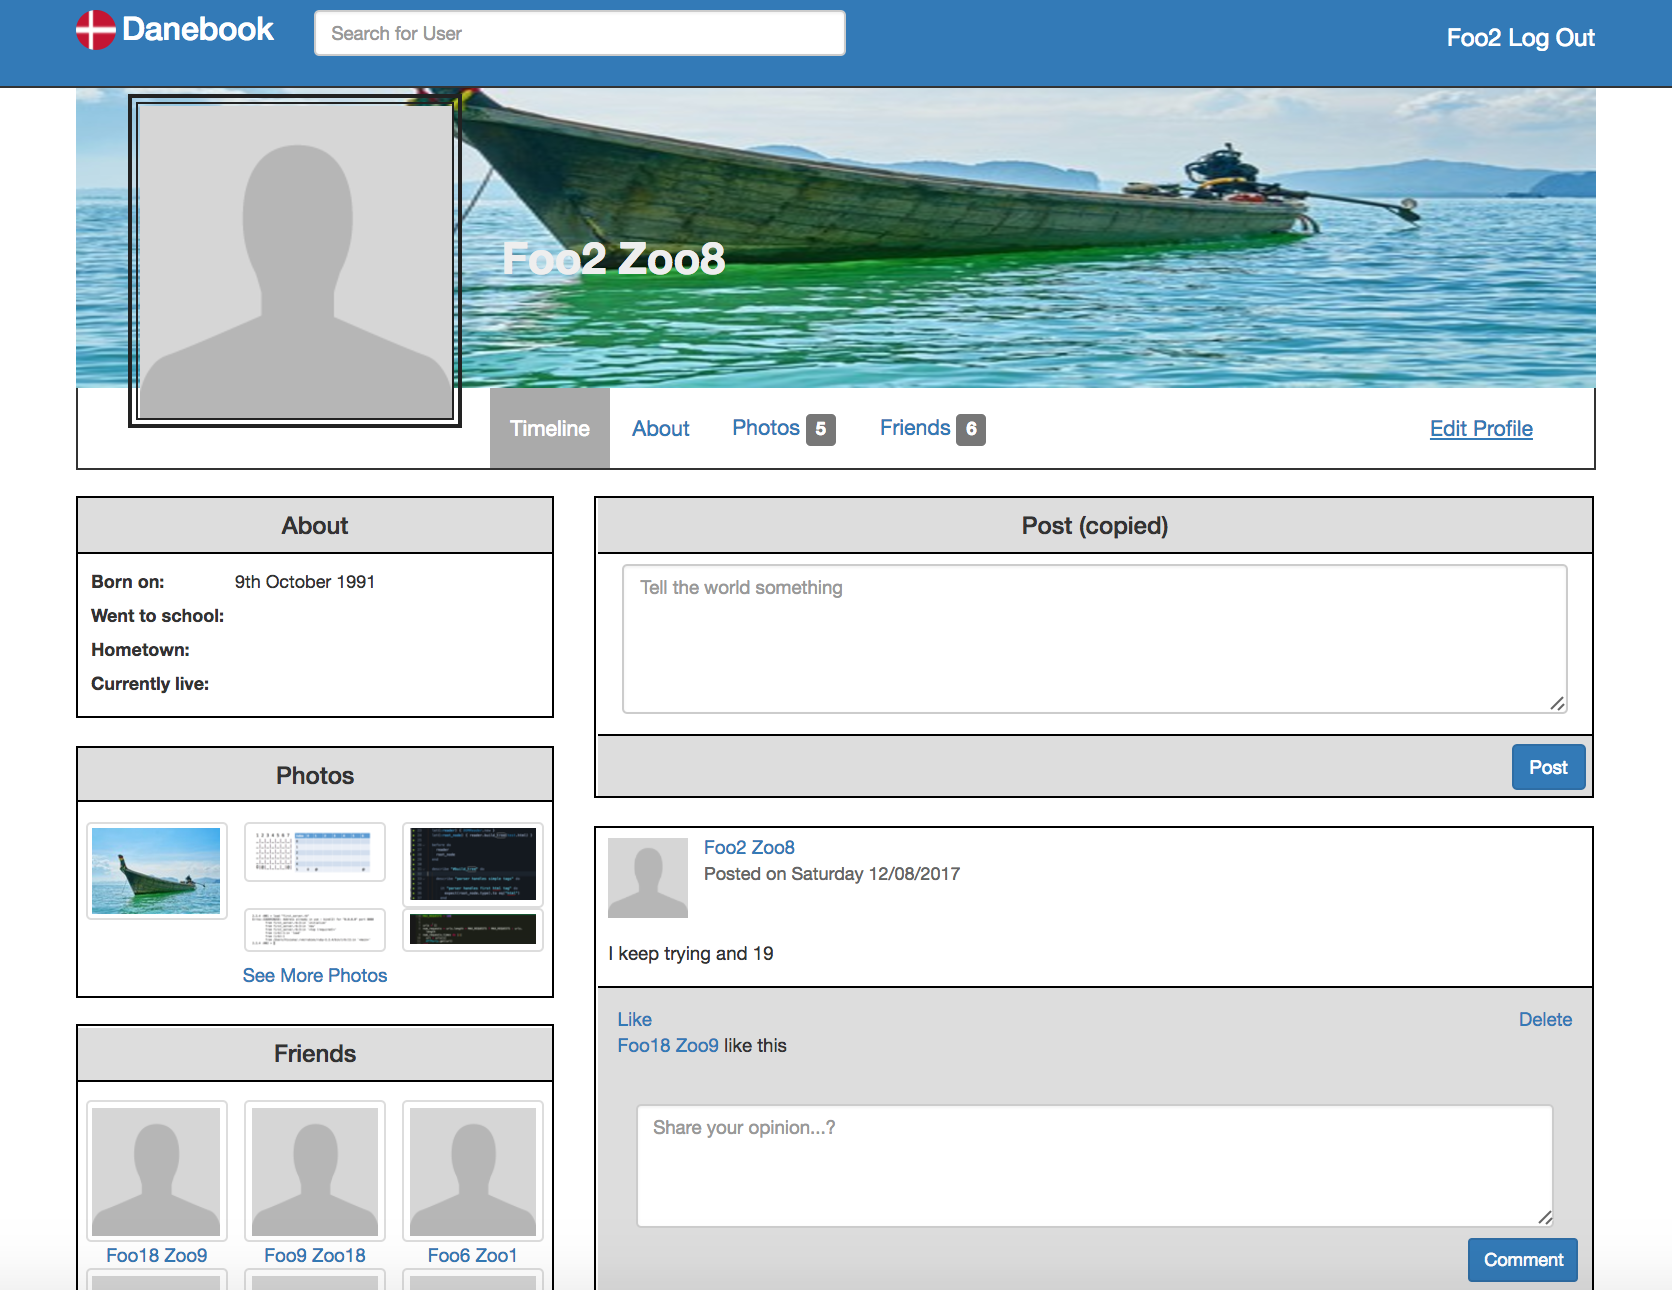 Danebook
Search for User
Foo2 Log Out
Foo2 Zoo8
Timeline
About
Photos 5
Friends 6
Edit Profile
About
Born on: 9th October 1991
Went to school:
Hometown:
Currently live:
Photos
See More Photos
Friends
Foo18 Zoo9
Foo9 Zoo18
Foo6 Zoo1
Post (copied)
Tell the world something
Post
Foo2 Zoo8
Posted on Saturday 12/08/2017
I keep trying and 19
Like
Delete
Foo18 Zoo9 like this
Share your opinion...?
Comment